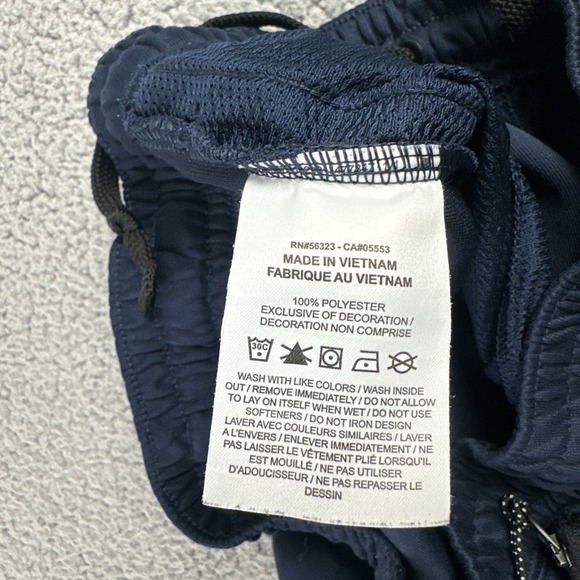 RN#56323 - CA#05553
MADE IN VIETNAM
FABRIQUE AU VIETNAM
100% POLYESTER
EXCLUSIVE OF DECORATION /
DECORATION NON COMPRISE
30C
WASH WITH LIKE COLORS / WASH INSIDE
OUT / REMOVE IMMEDIATELY / DO NOT ALLOW
TO LAY ON ITSELF WHEN WET / DO NOT USE
SOFTENERS / DO NOT IRON DESIGN
LAVER AVEC COULEURS SIMILAIRES / LAVER
A L'ENVERS / ENLEVER IMMEDIATEMENT / NE
PAS LAISSER LE VÊTEMENT PLIÉ LORSQU'IL
EST MOUILLÉ / NE PAS UTILISER
D'ADOUCISSEUR / NE PAS REPASSER LE
DESSIN